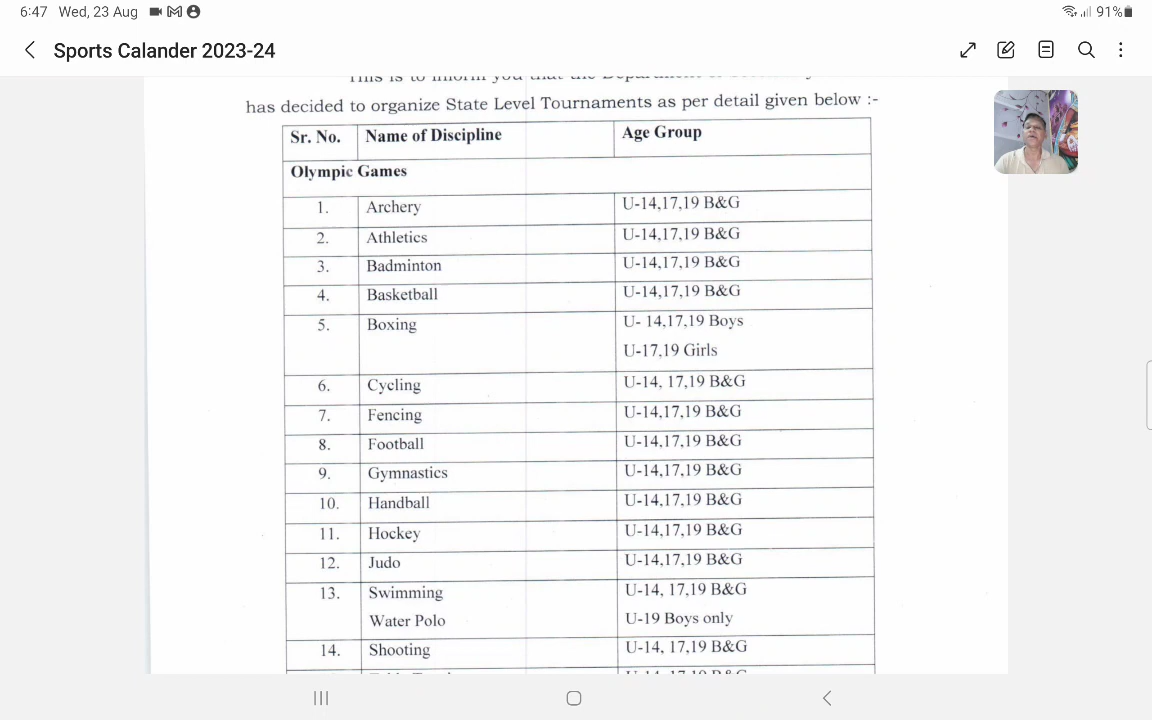 6:47 Wed, 23 Aug 91%
Sports Calander 2023-24
This is to inform you that the
has decided to organize State Level Tournaments as per detail given below :-
Sr. No. Name of Discipline Age Group
Olympic Games
1. Archery U-14,17,19 B&G
2. Athletics U-14,17,19 B&G
3. Badminton U-14,17,19 B&G
4. Basketball U-14,17,19 B&G
5. Boxing U- 14,17,19 Boys
U-17,19 Girls
6. Cycling U-14, 17,19 B&G
7. Fencing U-14,17,19 B&G
8. Football U-14,17,19 B&G
9. Gymnastics U-14,17,19 B&G
10. Handball U-14,17,19 B&G
11. Hockey U-14,17,19 B&G
12. Judo U-14,17,19 B&G
13. Swimming U-14, 17,19 B&G
Water Polo U-19 Boys only
14. Shooting U-14, 17,19 B&G